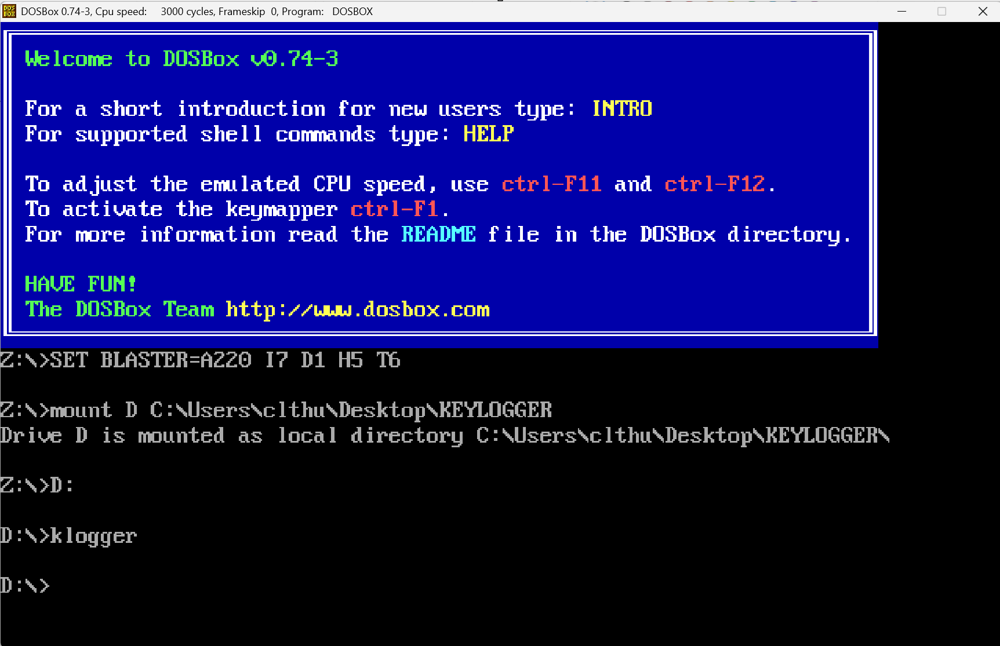 DOSBox 0.74-3, Cpu speed:    3000 cycles, Frameskip  0, Program:   DOSBOX
Welcome to DOSBox v0.74-3
For a short introduction for new users type: INTRO
For supported shell commands type: HELP
To adjust the emulated CPU speed, use ctrl-F11 and ctrl-F12.
To activate the keymapper ctrl-F1.
For more information read the README file in the DOSBox directory.
HAVE FUN!
The DOSBox Team http://www.dosbox.com
Z:\>SET BLASTER=A220 I7 D1 H5 T6
Z:\>mount D C:\Users\clthu\Desktop\KEYLOGGER
Drive D is mounted as local directory C:\Users\clthu\Desktop\KEYLOGGER\
Z:\>D:
D:\>klogger
D:\>